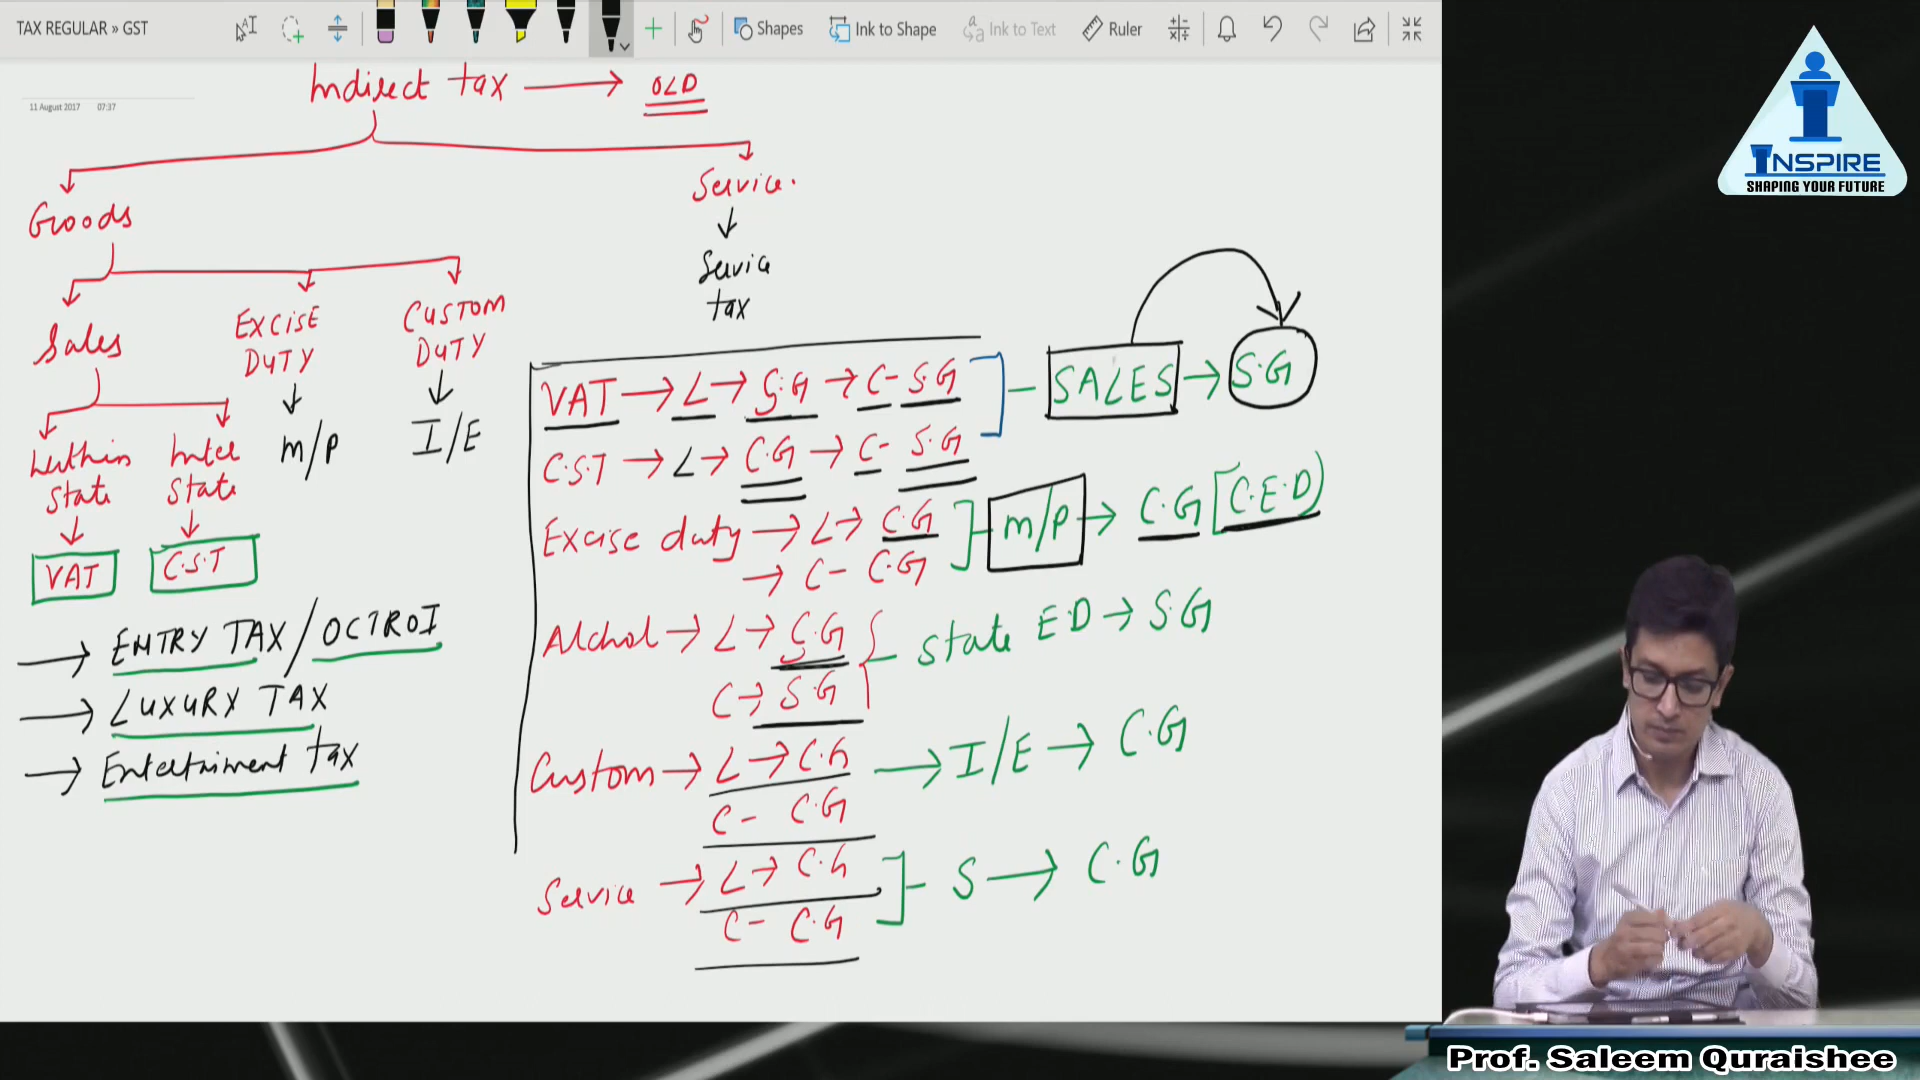 TAX REGULAR » GST
Shapes
Ink to Shape
Ink to Text
Ruler
Indirect tax → OLD
11 August 2017 07:37
Goods
Service.
Service
tax
Sales
EXCISE
DUTY
CUSTOM
DUTY
m/p
I/E
Within
State
Inter
State
VAT
C.S.T
→ ENTRY TAX/OCTROI
→ LUXURY TAX
→ Entertainment tax
VAT → L → S.G → C- S.G
SALES → S.G
C.S.T → L → C.G → C- S.G
Excise duty → L → C.G
→ C- C.G
m/p → C.G [C.E.D)
Alchol → L → S.G
C → S.G
State E.D → S.G
Custom → L → C.G
C- C.G
→ I/E → C.G
Service → L → C.G
C- C.G
S → C.G
INSPIRE
SHAPING YOUR FUTURE
Prof. Saleem Quraishee